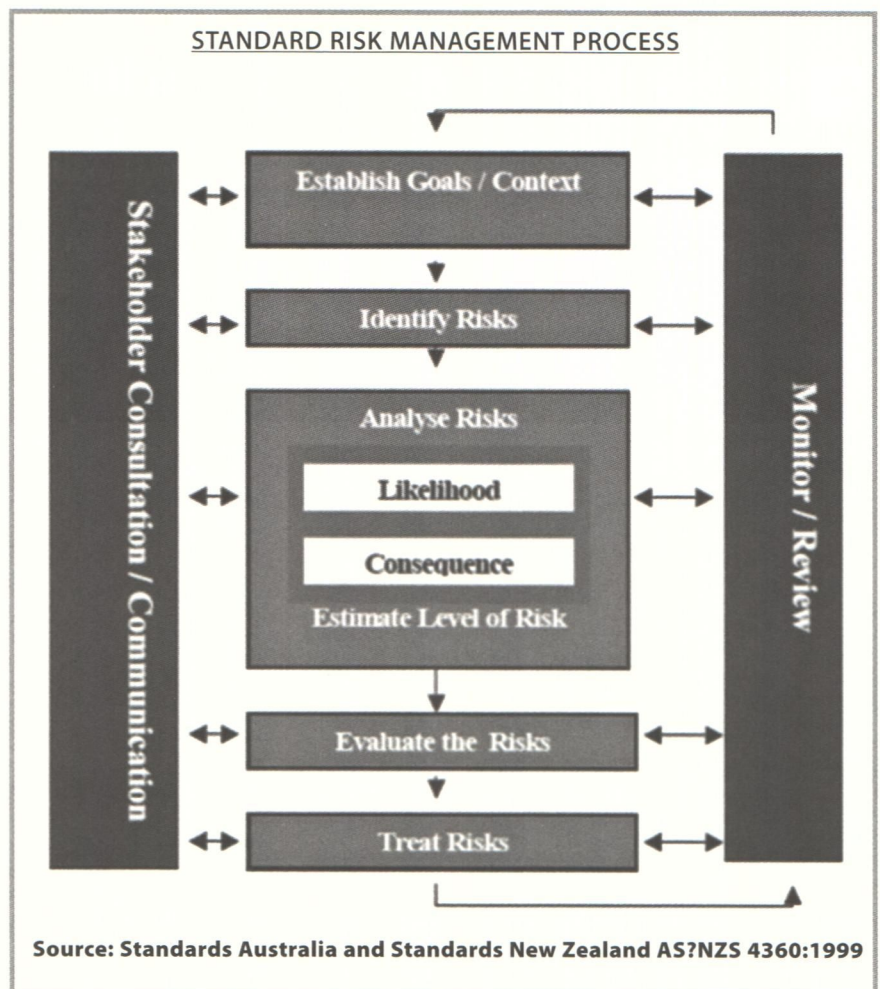 STANDARD RISK MANAGEMENT PROCESS
Establish Goals / Context
Stakeholder Consultation / Communication
Identify Risks
Analyse Risks
Likelihood
Consequence
Estimate Level of Risk
Monitor / Review
Evaluate the Risks
Treat Risks
Source: Standards Australia and Standards New Zealand AS?NZS 4360:1999